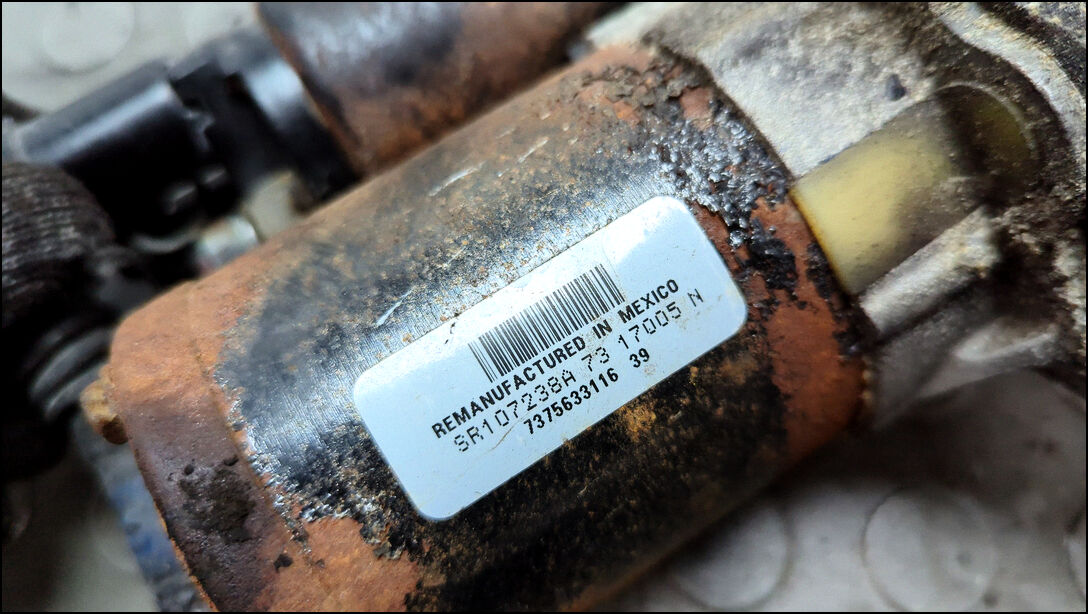 REMANUFACTURED IN MEXICO
SR107238A 73 17005 N
7375633116 39